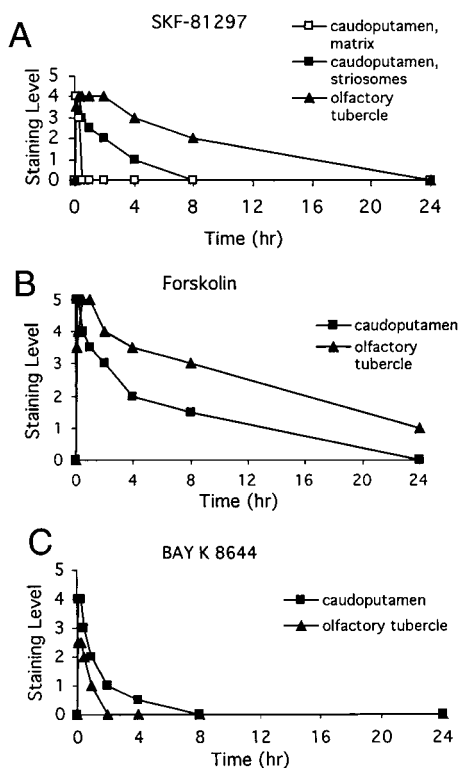 A
SKF-81297
caudoputamen,
matrix
caudoputamen,
striosomes
olfactory
tubercle
Staining Level
5
4
3
2
1
0
0 4 8 12 16 20 24
Time (hr)
B
Forskolin
caudoputamen
olfactory
tubercle
Staining Level
5
4
3
2
1
0
0 4 8 12 16 20 24
Time (hr)
C
BAY K 8644
caudoputamen
olfactory tubercle
Staining Level
5
4
3
2
1
0
0 4 8 12 16 20 24
Time (hr)